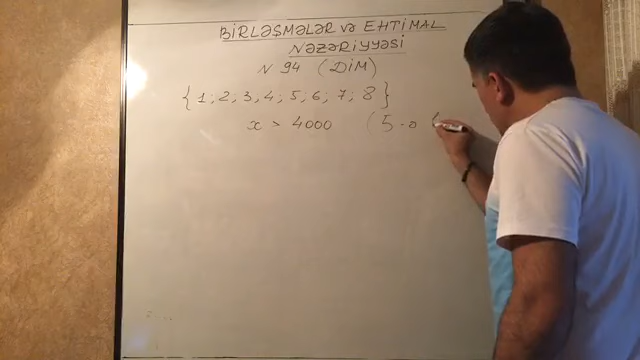 BİRLƏŞMƏLƏR VƏ EHTİMAL
NƏZƏRİYYƏSİ
N 94 (DİM)
{1; 2; 3; 4; 5; 6; 7; 8}
x > 4000 (5-ə